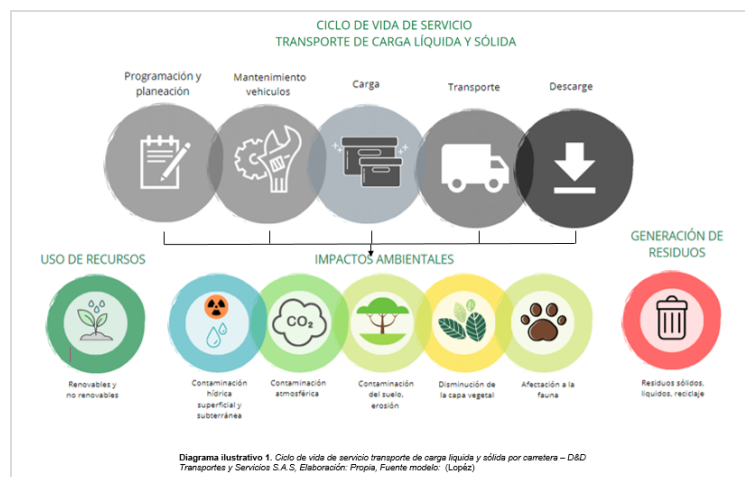 CICLO DE VIDA DE SERVICIO
TRANSPORTE DE CARGA LÍQUIDA Y SÓLIDA
Programación y
planeación
Mantenimiento
vehiculos
Carga
Transporte
Descarge
USO DE RECURSOS
IMPACTOS AMBIENTALES
GENERACIÓN DE
RESIDUOS
CO₂
Renovables y
no renovables
Contaminación
hídrica
superficial y
subterránea
Contaminación
atmosférica
Contaminación
del suelo,
erosión
Disminución de
la capa vegetal
Afectación a la
fauna
Residuos sólidos,
líquidos, reciclaje
Diagrama ilustrativo 1. Ciclo de vida de servicio transporte de carga líquida y sólida por carretera – D&D
Transportes y Servicios S.A.S, Elaboración: Propia, Fuente modelo: (Lopéz)